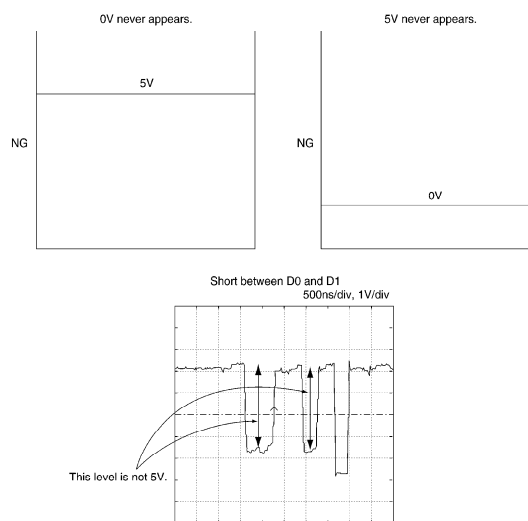 0V never appears.
5V never appears.
5V
NG
NG
0V
Short between D0 and D1
500ns/div, 1V/div
This level is not 5V.